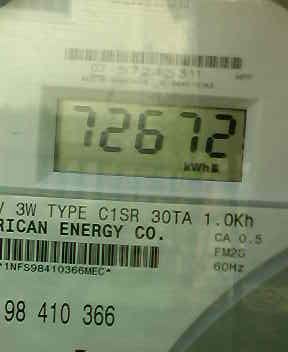 72672
kWh
V 3W TYPE C1SR 30TA 1.0Kh
RICAN ENERGY CO.
CA 0.5
FM2S
60Hz
*1NFS98410366MEC*
98 410 366